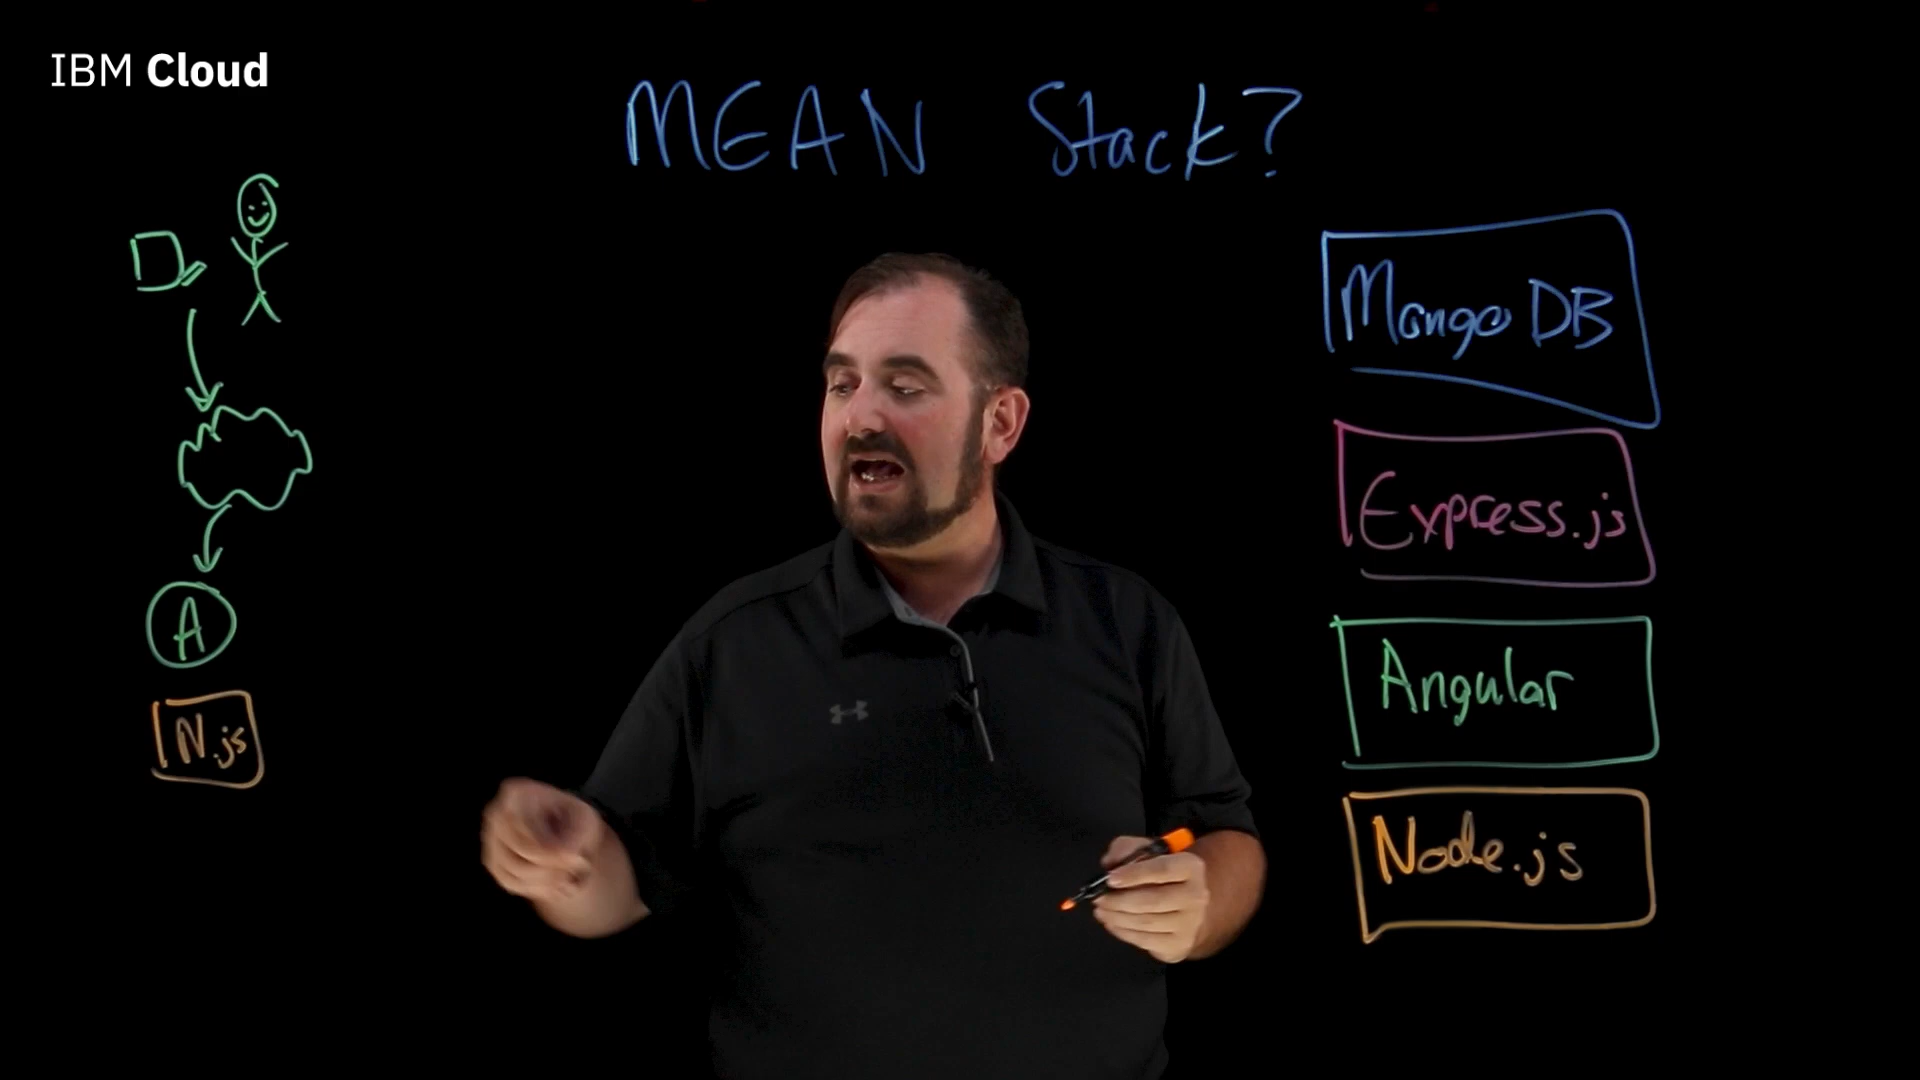 IBM Cloud
MEAN Stack?
MongoDB
Express.js
Angular
Node.js
A
N.js